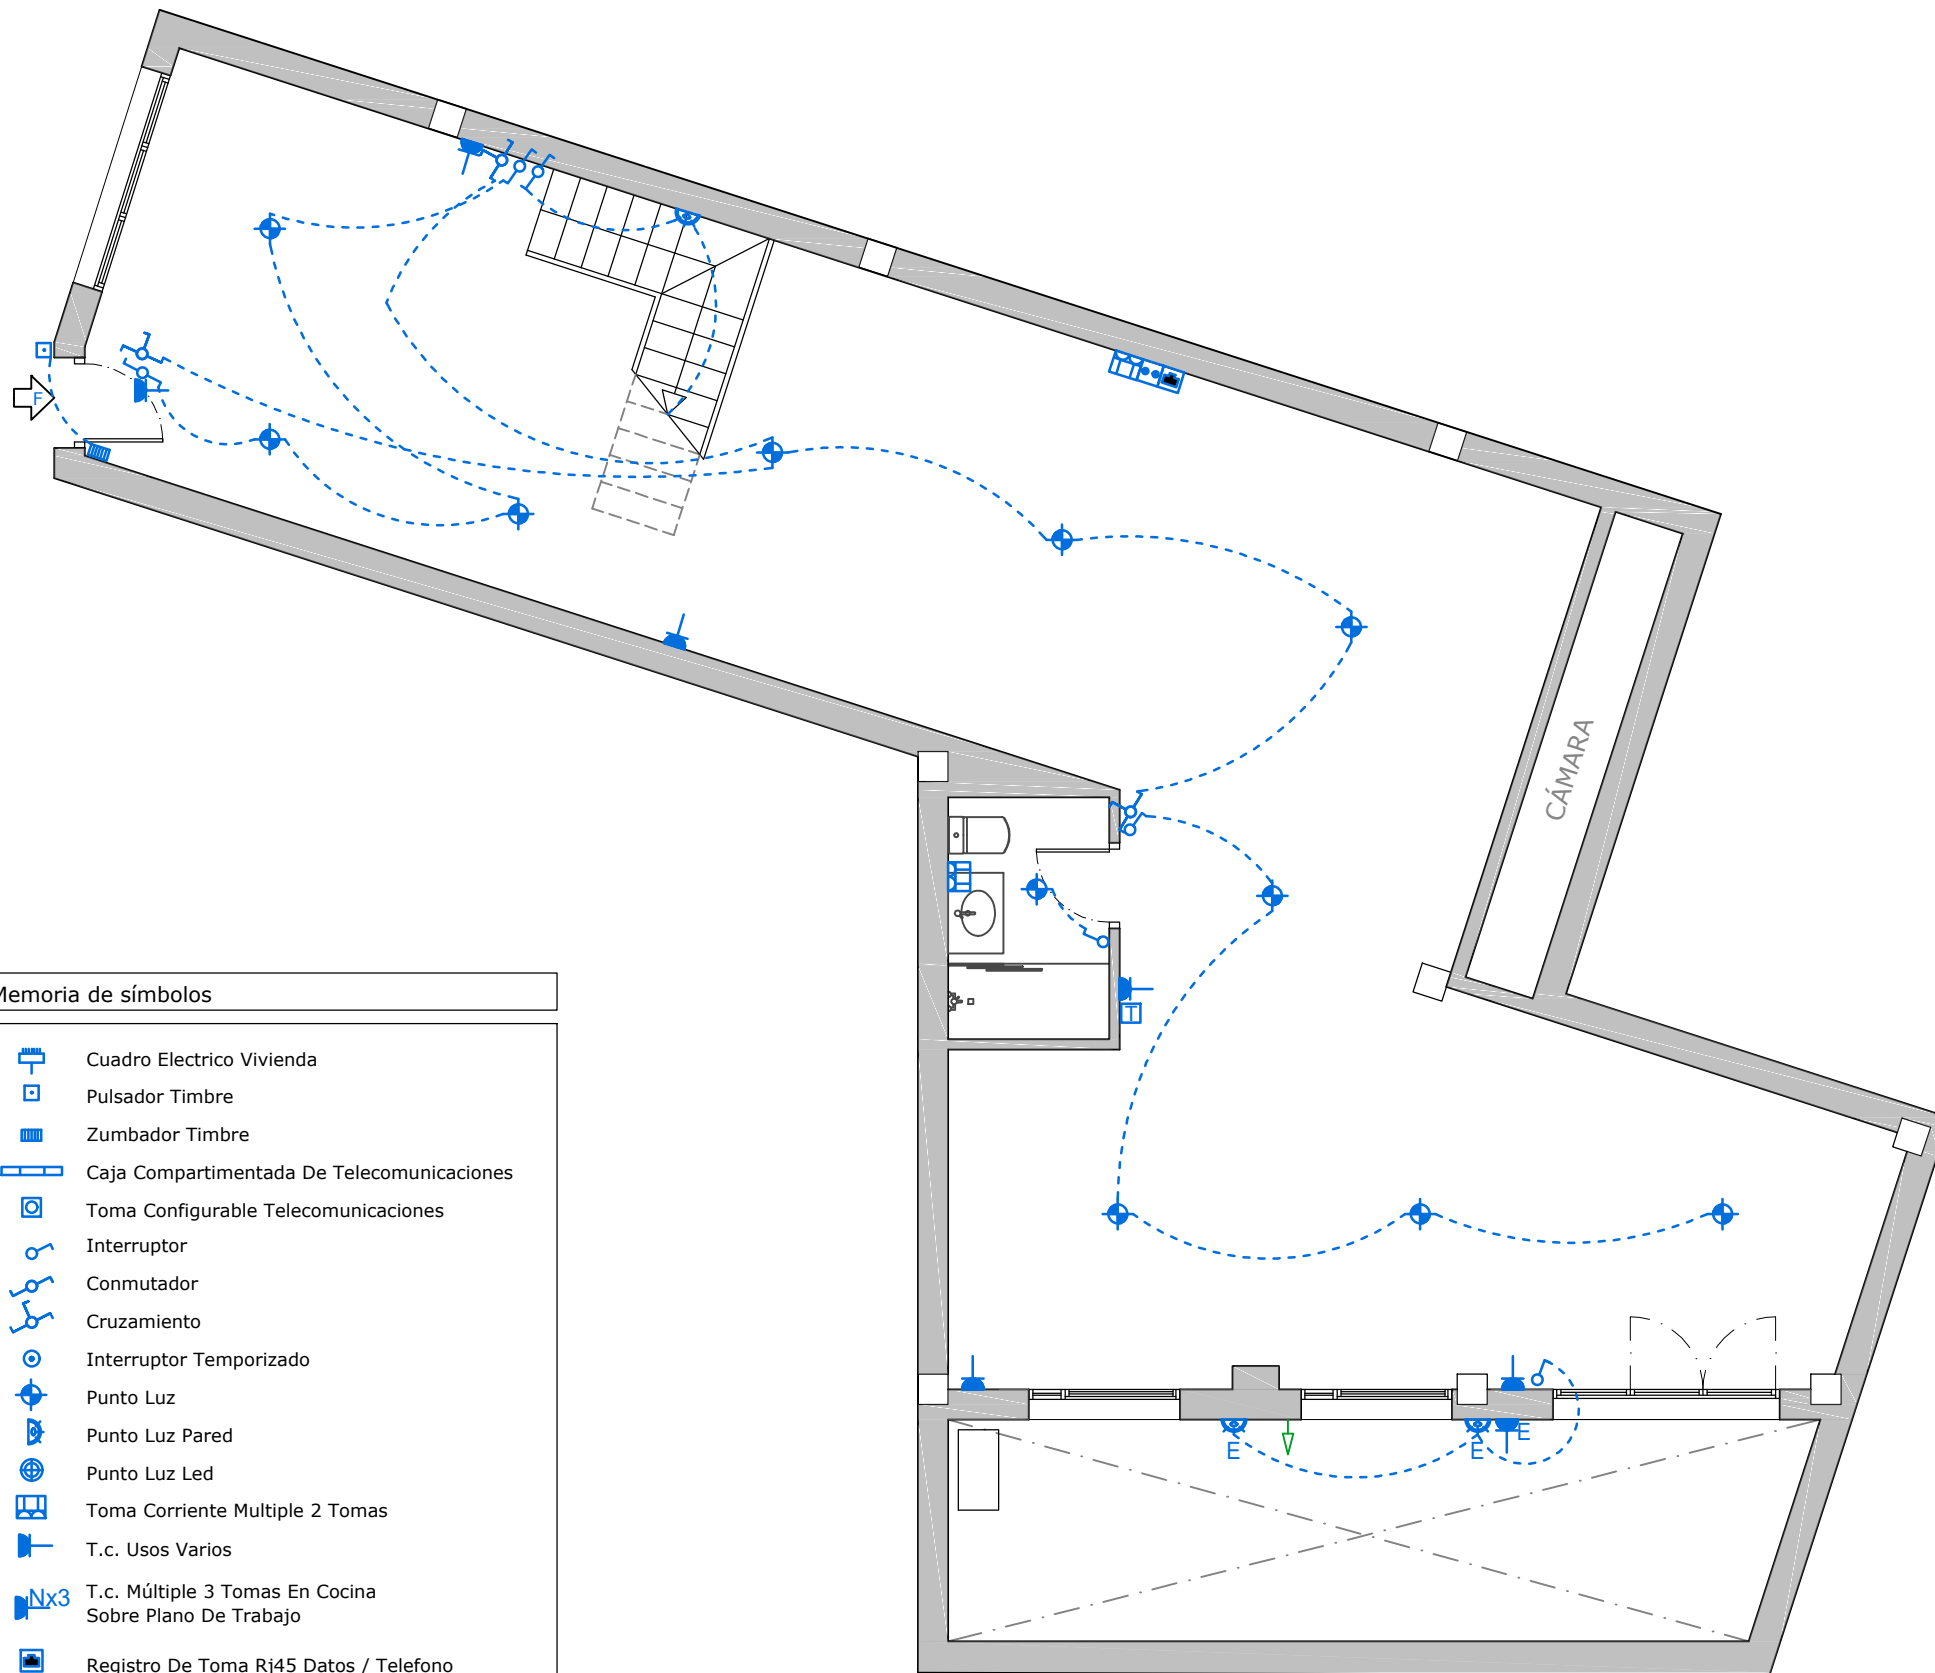 F
CÁMARA
T
E
E
E
Memoria de símbolos
Cuadro Electrico Vivienda
Pulsador Timbre
Zumbador Timbre
Caja Compartimentada De Telecomunicaciones
Toma Configurable Telecomunicaciones
Interruptor
Conmutador
Cruzamiento
Interruptor Temporizado
Punto Luz
Punto Luz Pared
Punto Luz Led
Toma Corriente Multiple 2 Tomas
T.c. Usos Varios
Nx3
T.c. Múltiple 3 Tomas En Cocina
Sobre Plano De Trabajo
Registro De Toma Rj45 Datos / Telefono